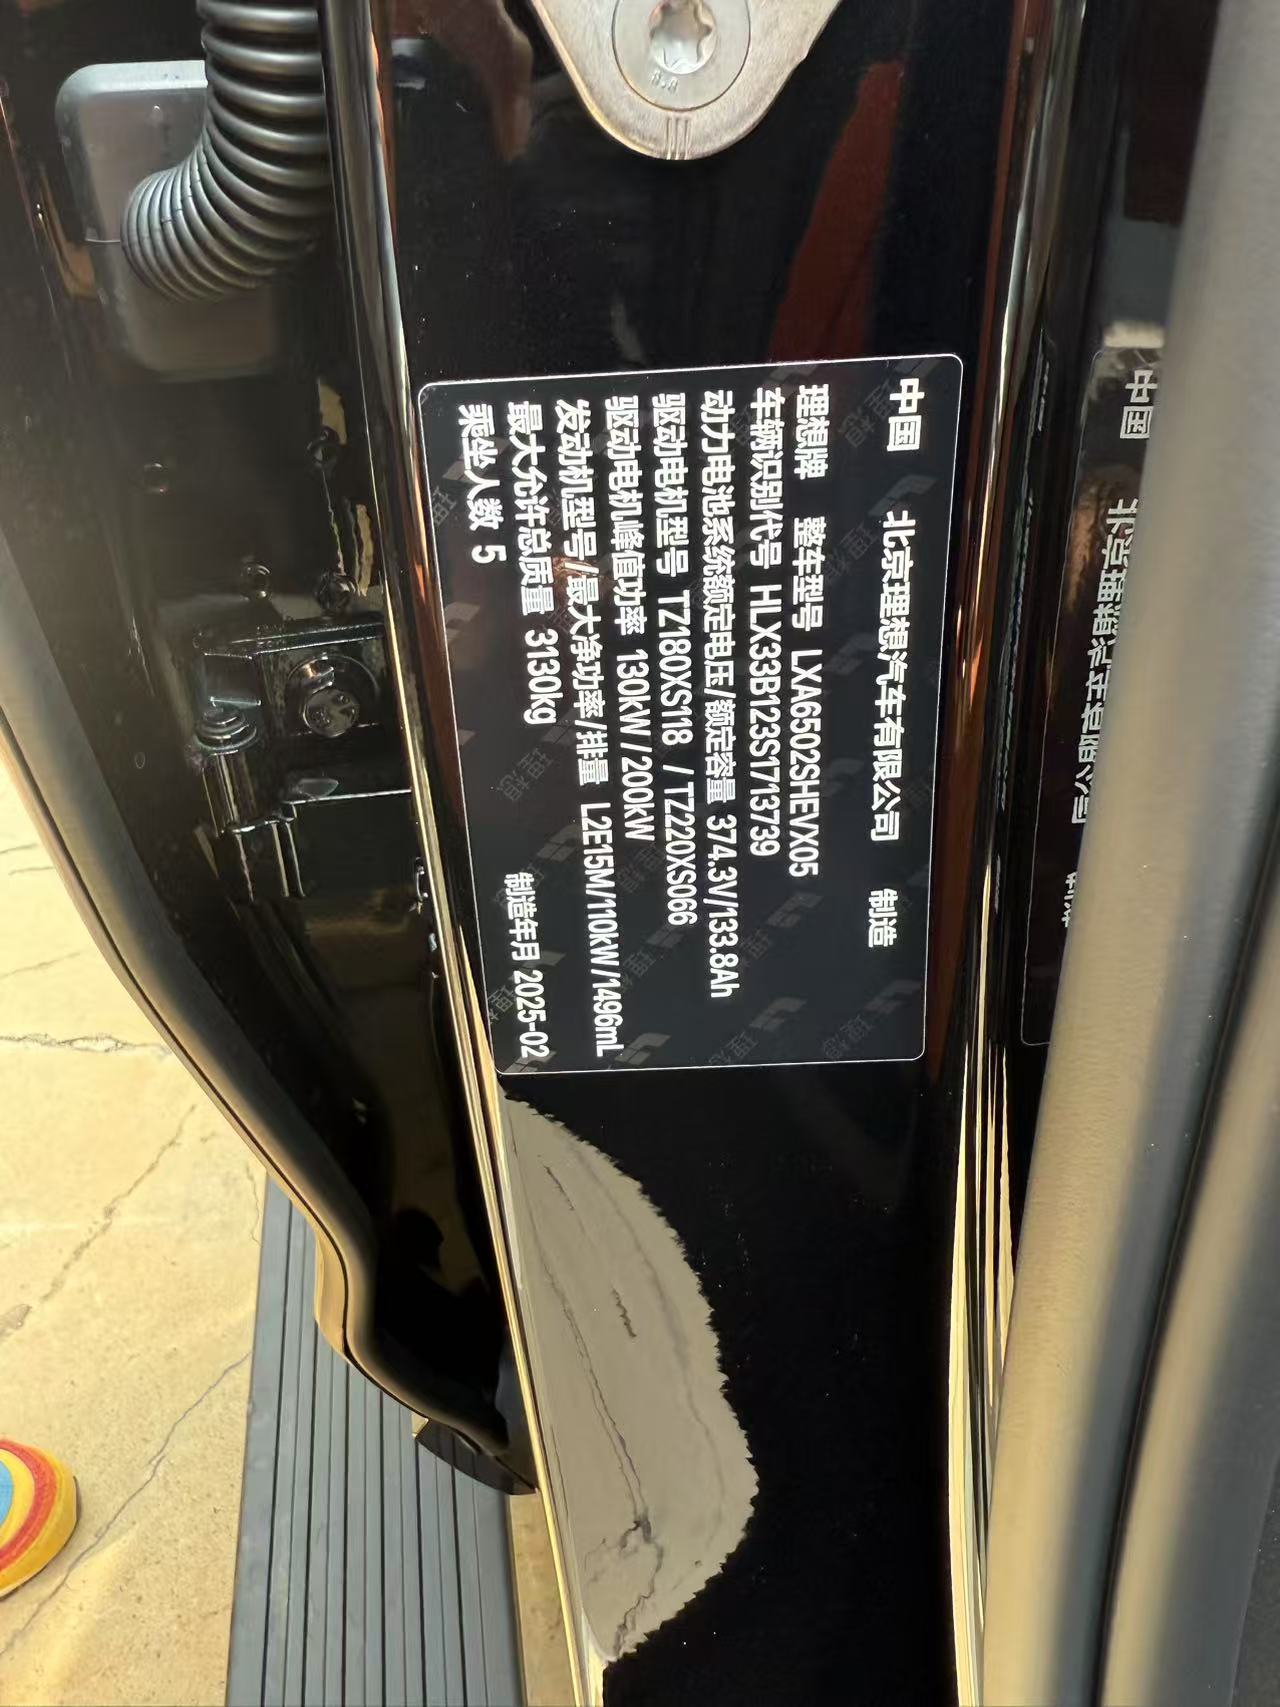 中国 北京理想汽车有限公司 制造
理想牌 整车型号 LXA6502SHEVX05
车辆识别代号 HLX33B123S1713739
动力电池系统额定电压/额定容量 374.3V/133.8Ah
驱动电机型号 TZ180XS118 /TZ220XS066
驱动电机峰值功率 130kW/200kW
发动机型号/最大净功率/排量 L2E15M/110kW/1496mL
最大允许总质量 3130kg 制造年月 2025-02
乘坐人数 5
8.8